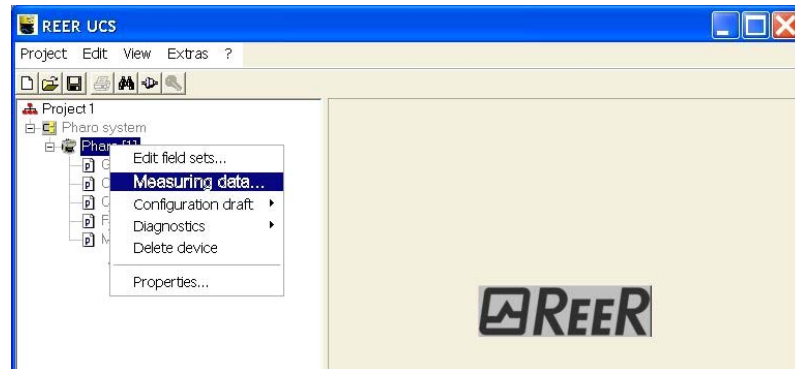 REER UCS
Project Edit View Extras ?
Project 1
Pharo system
Pharo [1]
Edit field sets...
Measuring data...
Configuration draft
Diagnostics
Delete device
Properties...
REER